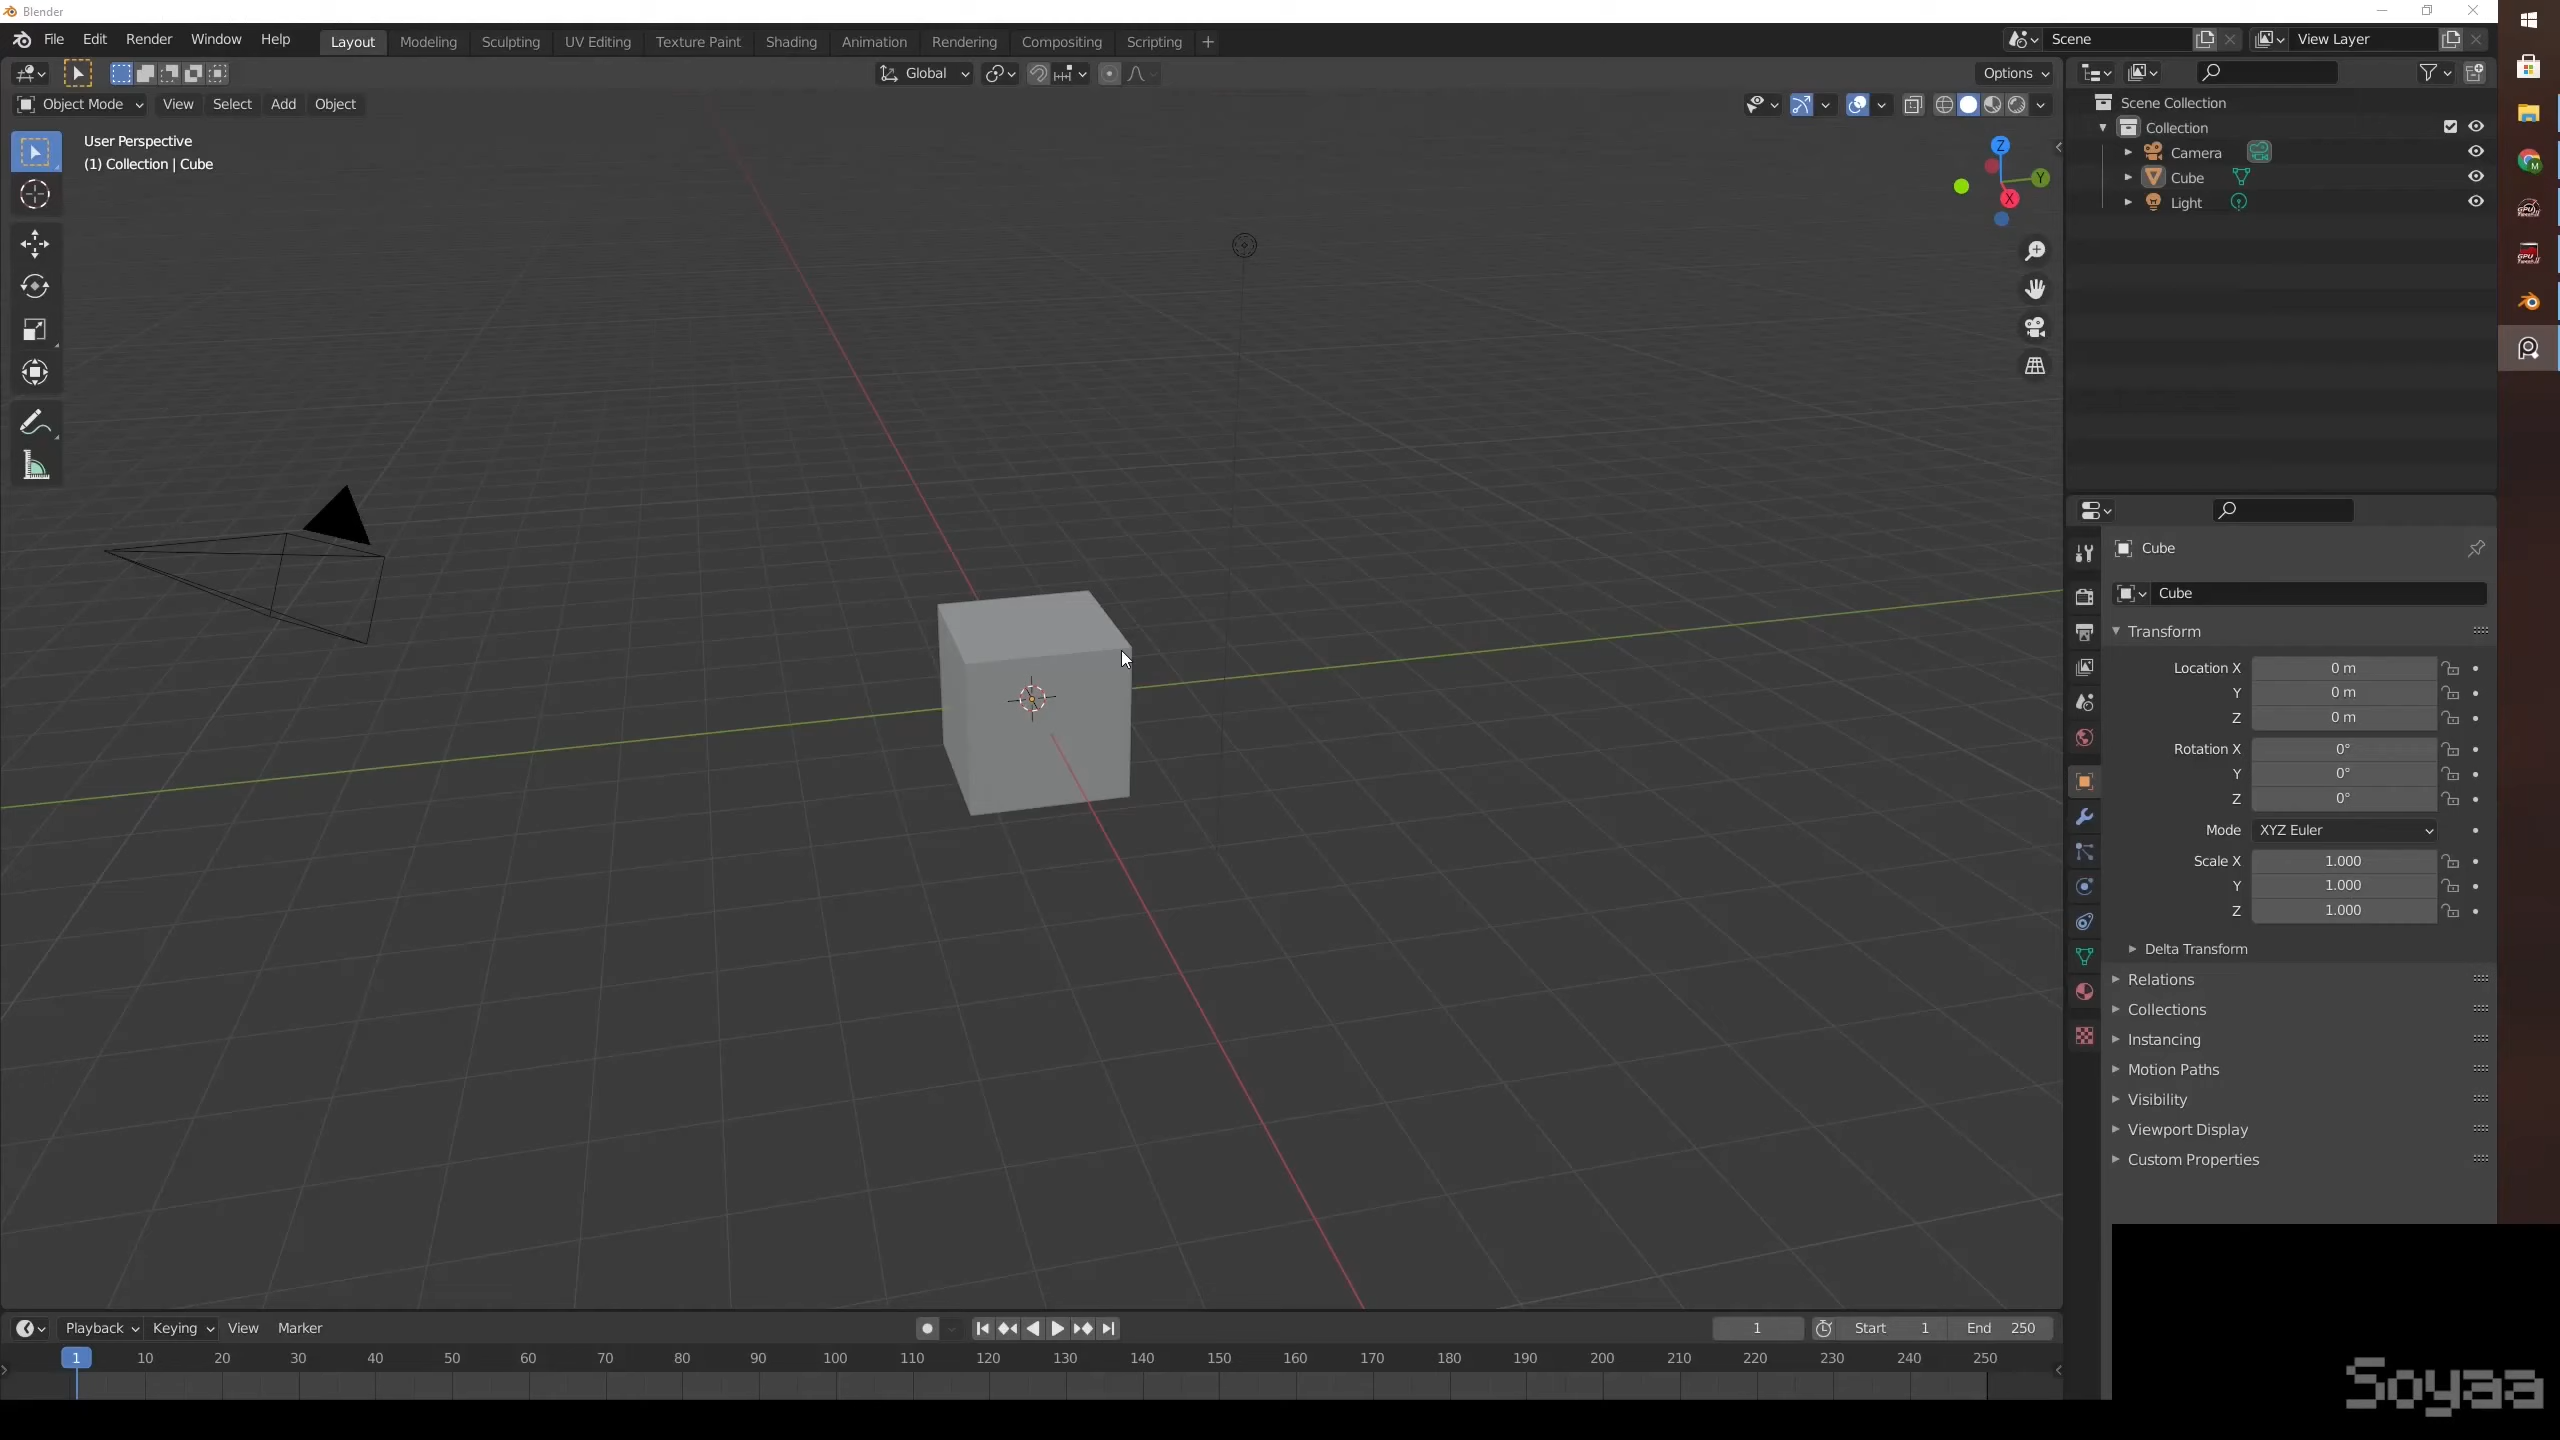 Blender
File Edit Render Window Help Layout Modeling Sculpting UV Editing Texture Paint Shading Animation Rendering Compositing Scripting + Scene View Layer
Global Options
Object Mode View Select Add Object
User Perspective
(1) Collection | Cube
Z
Y
X
Scene Collection
Collection
Camera
Cube
Light
Cube
Cube
Transform
Location X 0 m
Y 0 m
Z 0 m
Rotation X 0°
Y 0°
Z 0°
Mode XYZ Euler
Scale X 1.000
Y 1.000
Z 1.000
Delta Transform
Relations
Collections
Instancing
Motion Paths
Visibility
Viewport Display
Custom Properties
Playback Keying View Marker 1 Start 1 End 250
1 10 20 30 40 50 60 70 80 90 100 110 120 130 140 150 160 170 180 190 200 210 220 230 240 250
Soyaa